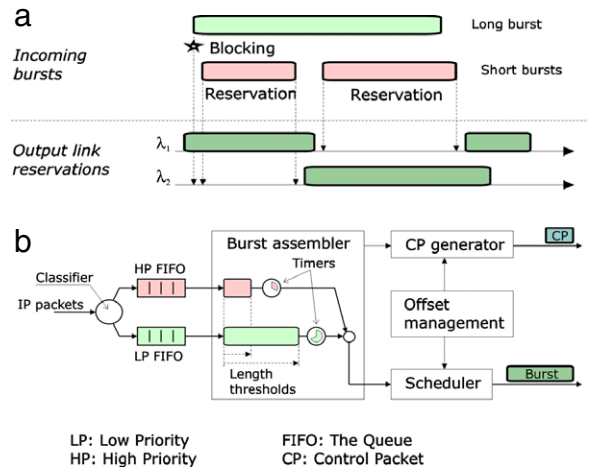 a
Long burst
Blocking
Incoming
bursts
Short bursts
Reservation
Reservation
Output link
reservations
λ1
λ2
b
Burst assembler
CP generator
CP
HP FIFO
Timers
Classifier
IP packets
Offset
management
LP FIFO
Length
thresholds
Scheduler
Burst
LP: Low Priority
FIFO: The Queue
HP: High Priority
CP: Control Packet